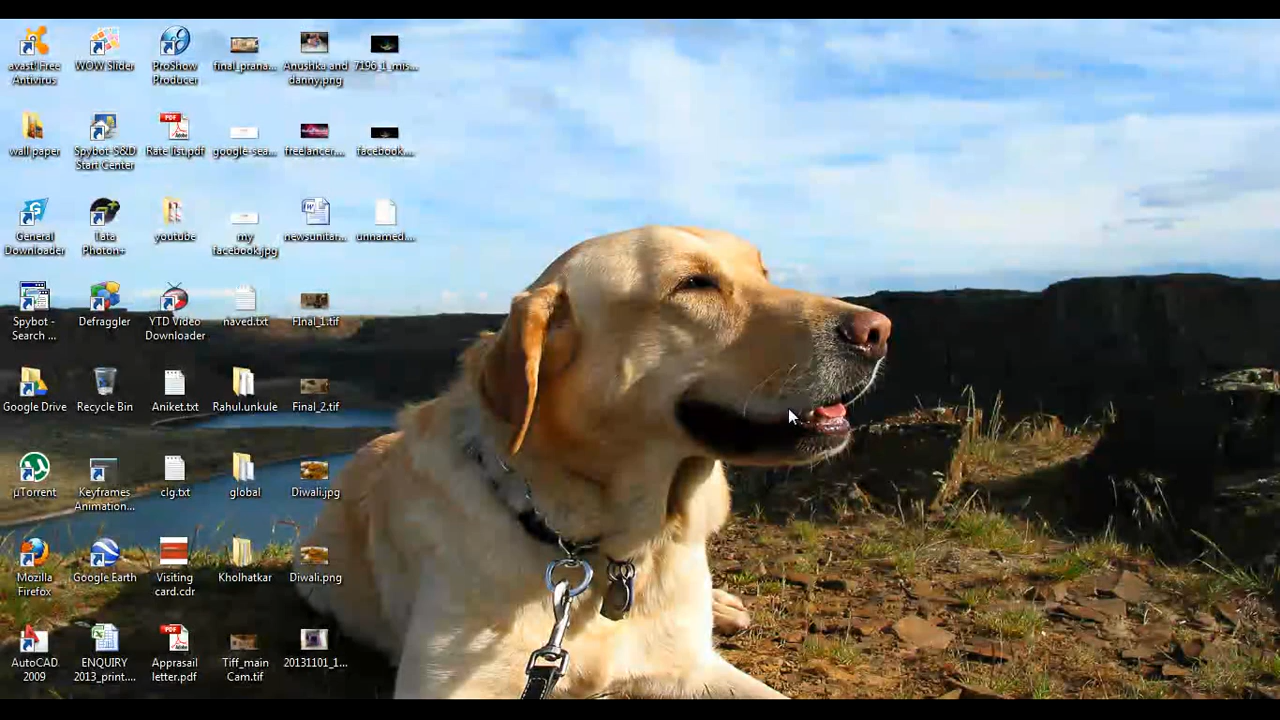 avast! Free
Antivirus
WOW Slider
ProShow
Producer
final_prana...
Anushka and
danny.png
7196_1_mis...
wall paper
Spybot-S&D
Start Center
PDF
Adobe
Rate list.pdf
google-sea...
freelancer....
facebook....
General
Downloader
Tata
Photon+
youtube
my
facebook.jpg
newsunitar...
unnamed....
Spybot -
Search ...
Defraggler
YTD Video
Downloader
naved.txt
FInal_1.tif
Google Drive
Recycle Bin
Aniket.txt
Rahul.unkule
Final_2.tif
µTorrent
Keyframes
Animation...
clg.txt
global
Diwali.jpg
Mozilla
Firefox
Google Earth
Visiting
card.cdr
Kholhatkar
Diwali.png
AutoCAD
2009
ENQUIRY
2013_print....
PDF
Adobe
Apprasail
letter.pdf
Tiff_main
Cam.tif
20131101_1...